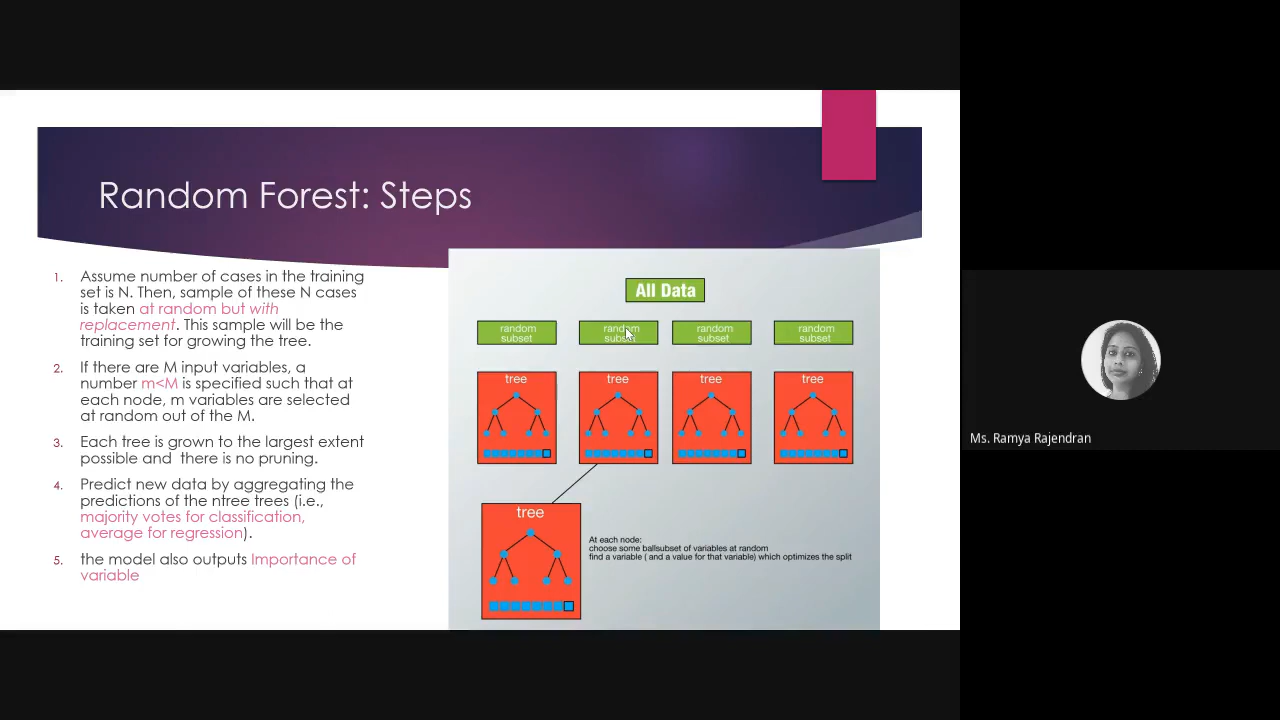 Random Forest: Steps
1. Assume number of cases in the training
set is N. Then, sample of these N cases
is taken at random but with
replacement. This sample will be the
training set for growing the tree.
2. If there are M input variables, a
number m<M is specified such that at
each node, m variables are selected
at random out of the M.
3. Each tree is grown to the largest extent
possible and  there is no pruning.
4. Predict new data by aggregating the
predictions of the ntree trees (i.e.,
majority votes for classification,
average for regression).
5. the model also outputs Importance of
variable
All Data
random
subset
random
subset
random
subset
random
subset
tree
tree
tree
tree
tree
At each node:
choose some ballsubset of variables at random
find a variable ( and a value for that variable) which optimizes the split
Ms. Ramya Rajendran